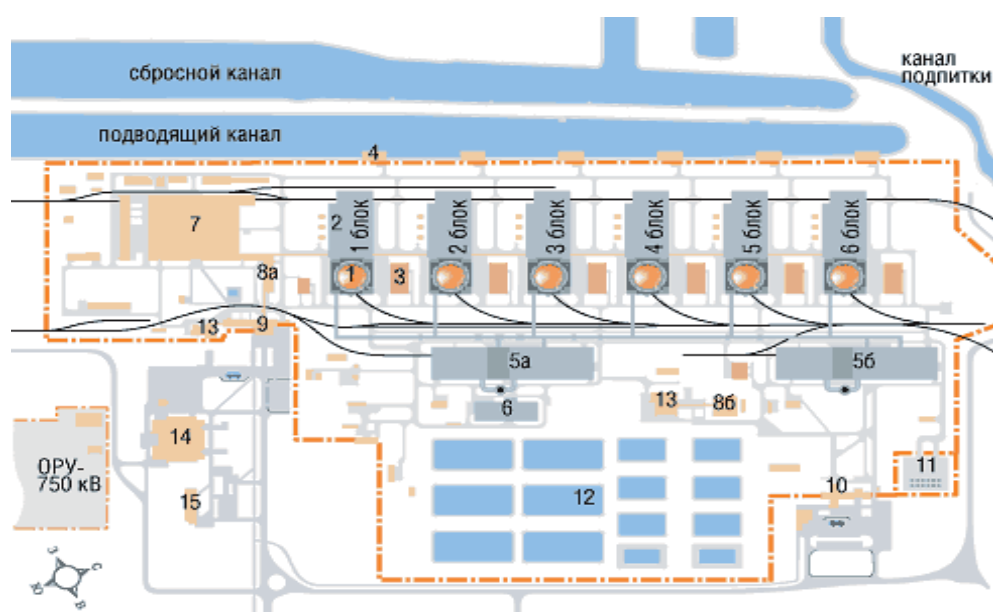 сбросной канал
канал
подпитки
подводящий канал
4
2
1 блок
2 блок
3 блок
4 блок
5 блок
6 блок
7
8а
1
3
13
9
5а
5б
6
13
8б
14
ОРУ-
750 кВ
15
12
10
11
З
С
Ю
В